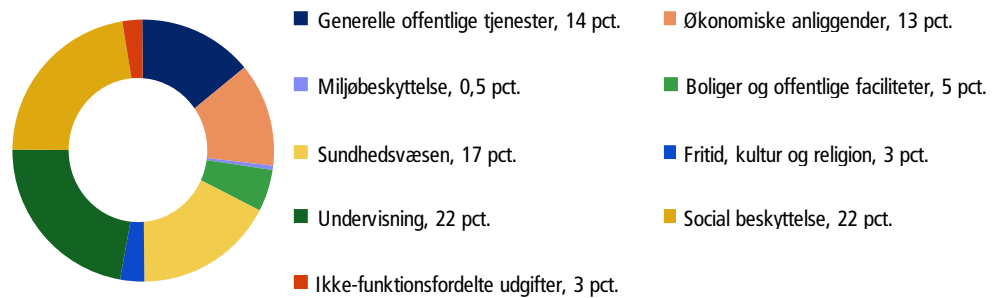 Generelle offentlige tjenester, 14 pct.
Økonomiske anliggender, 13 pct.
Miljøbeskyttelse, 0,5 pct.
Boliger og offentlige faciliteter, 5 pct.
Sundhedsvæsen, 17 pct.
Fritid, kultur og religion, 3 pct.
Undervisning, 22 pct.
Social beskyttelse, 22 pct.
Ikke-funktionsfordelte udgifter, 3 pct.